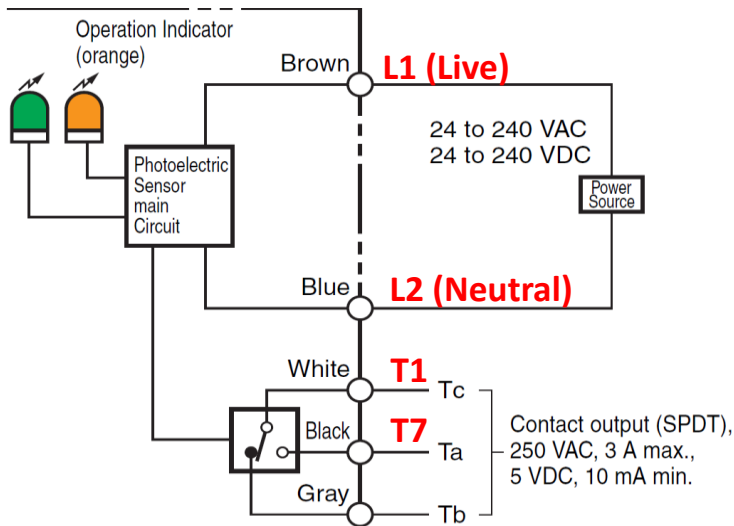 Operation Indicator
(orange)
Brown
L1 (Live)
24 to 240 VAC
24 to 240 VDC
Photoelectric
Sensor
main
Circuit
Power
Source
Blue
L2 (Neutral)
White
T1
Tc
Black
T7
Ta
Contact output (SPDT),
250 VAC, 3 A max.,
5 VDC, 10 mA min.
Gray
Tb